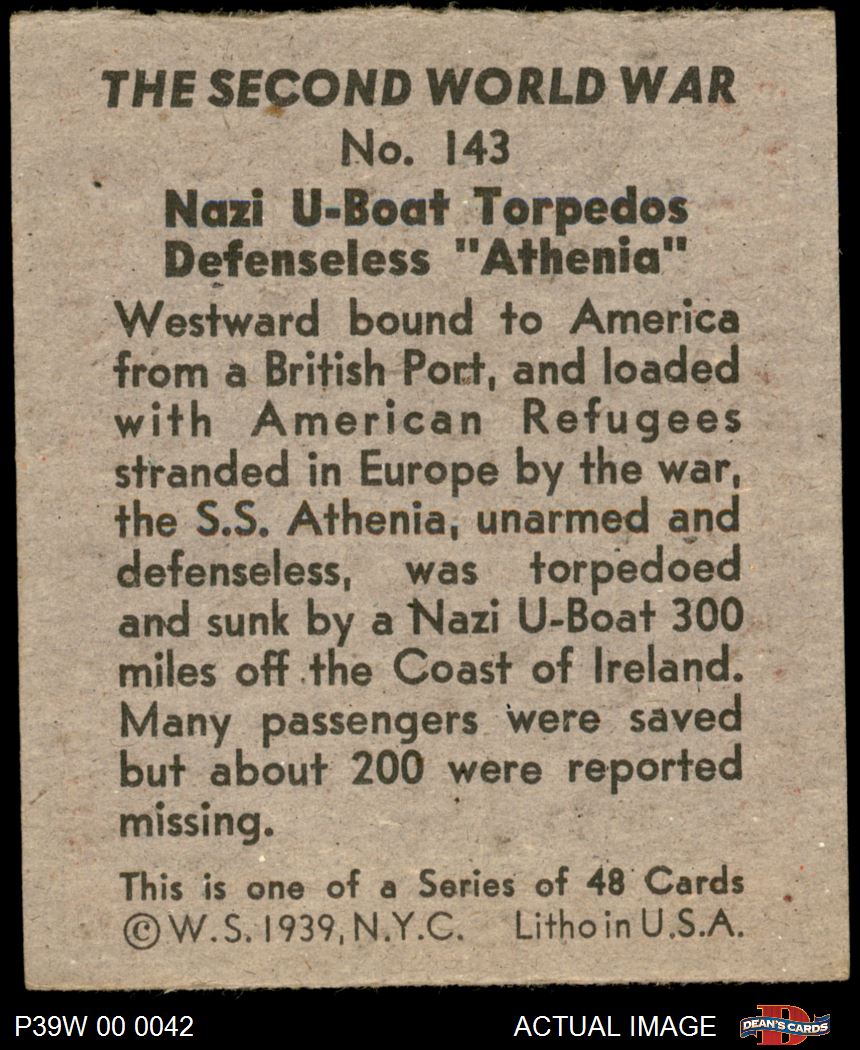 THE SECOND WORLD WAR
No. 143
Nazi U-Boat Torpedos
Defenseless "Athenia"
Westward bound to America
from a British Port, and loaded
with American Refugees
stranded in Europe by the war,
the S.S. Athenia, unarmed and
defenseless, was torpedoed
and sunk by a Nazi U-Boat 300
miles off the Coast of Ireland.
Many passengers were saved
but about 200 were reported
missing.
This is one of a Series of 48 Cards
©W.S. 1939, N.Y.C. Litho in U.S.A.
P39W 00 0042 ACTUAL IMAGE DEAN'S CARDS